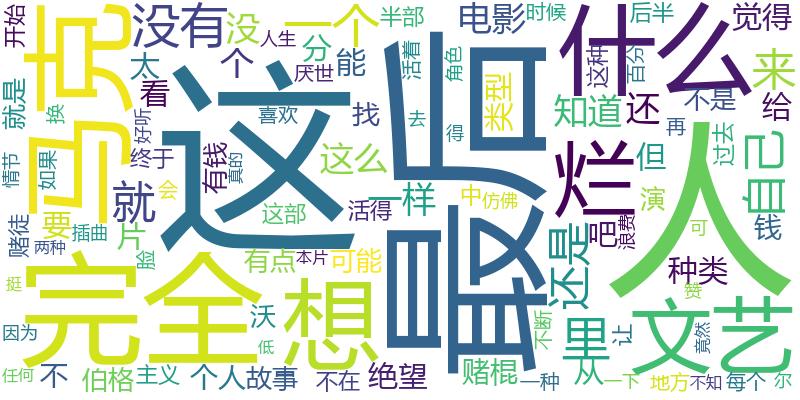 开始
没有
没
一个
半部
电影
时候
什么
后半
觉得
人生
分
太
个
厌世
能
活着
角色
这种
百分
来
就是
换
马克
看
喜欢
找
类型
知道
还
不是
给
好听
这
最后
去
得
再
情节
如果
于
有钱
真的
这么
烂
但
过去
自己
就
这部
活得
一样
中
仿佛
吧
浪费
演
人
赌徒
要
插曲
片
会
脸
有点
本片
可能
还是
种类
可
钱
两种
挺
完全
想
沃
里
不断
让
赞
竟然
文艺
因为
低
任何
不
伯格
主义
个人
故事
不在
绝望
赌棍
一种
从
一下
地方
不知
每个
尔